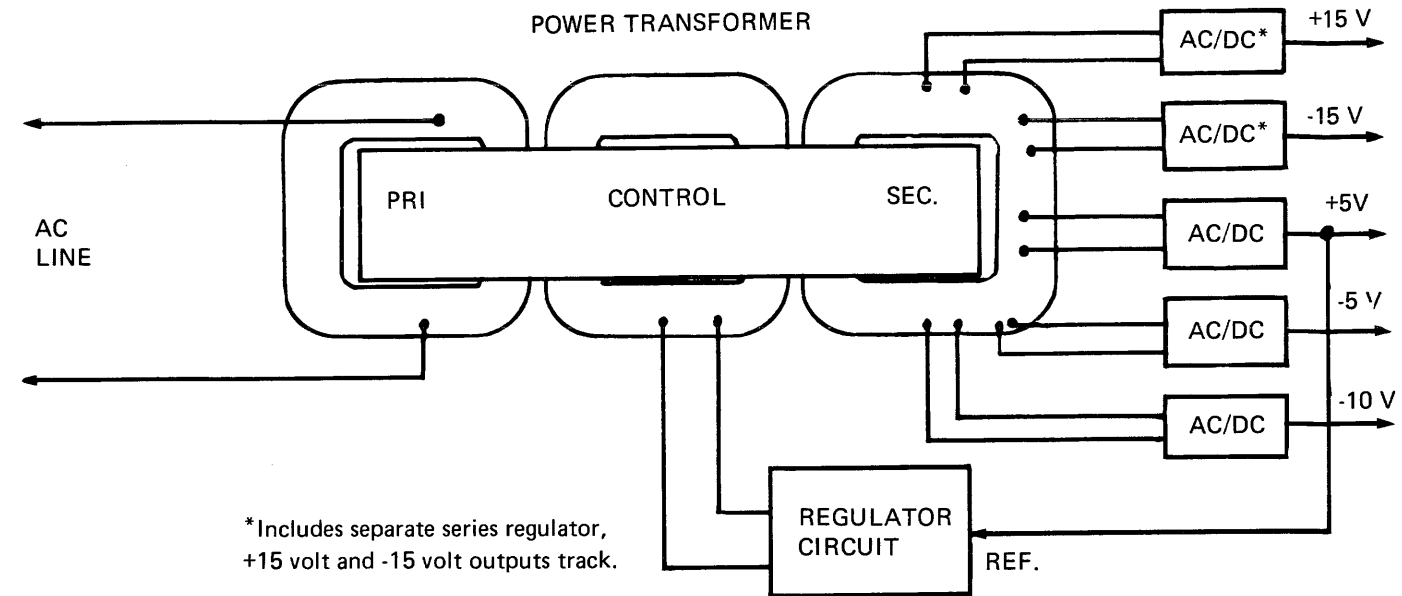 POWER TRANSFORMER
+15 V
AC/DC*
-15 V
AC/DC*
PRI
CONTROL
SEC.
+5V
AC/DC
AC
LINE
-5 V
AC/DC
-10 V
AC/DC
*Includes separate series regulator,
+15 volt and -15 volt outputs track.
REGULATOR
CIRCUIT
REF.